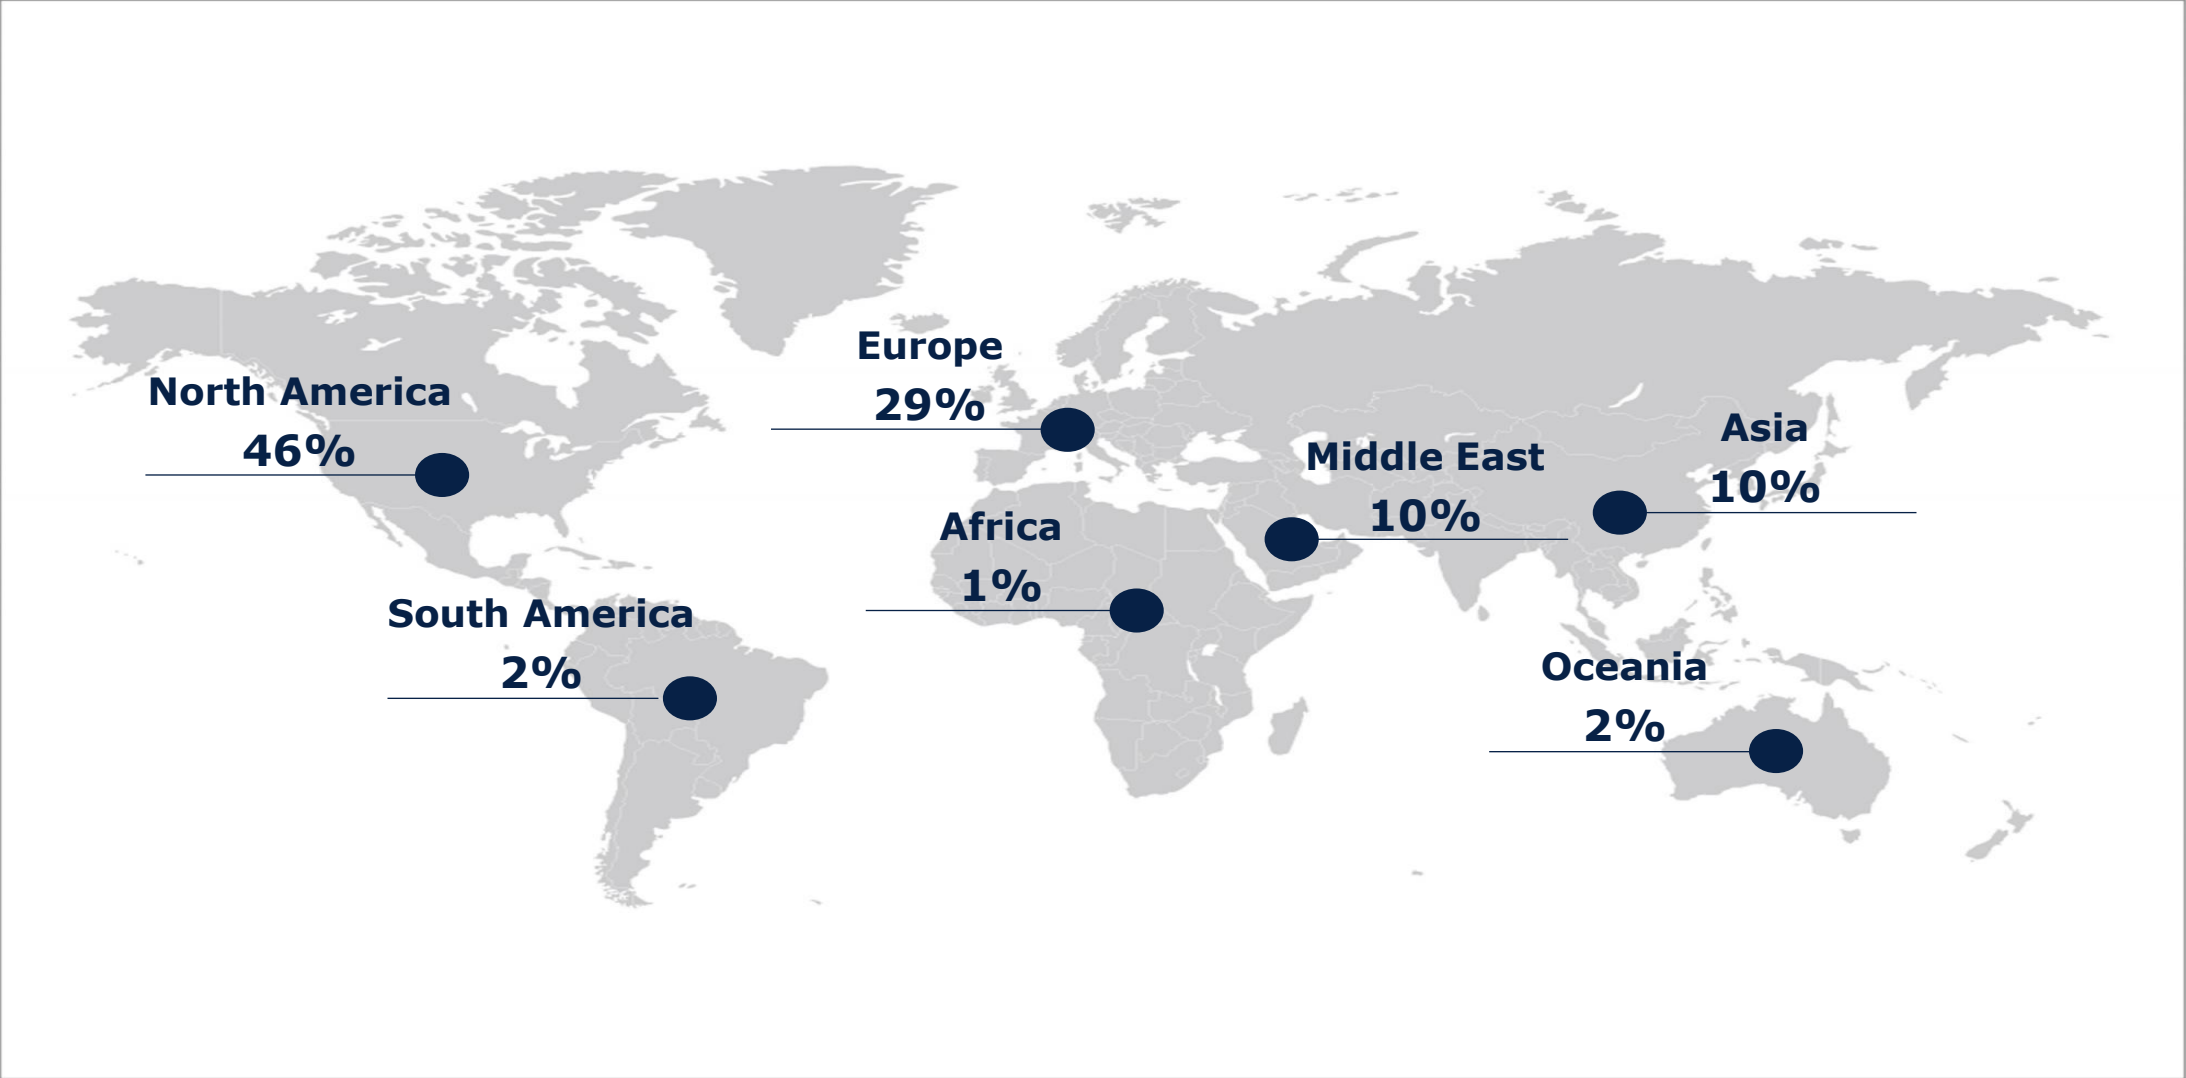 Europe
29%
North America
46%
Asia
10%
Middle East
10%
Africa
1%
South America
2%
Oceania
2%